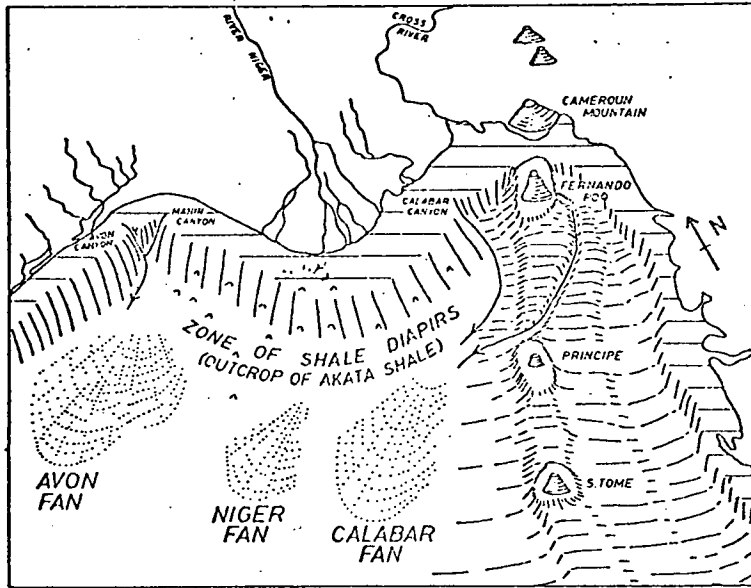 RIVER NIGER
CROSS
RIVER
CAMEROUN
MOUNTAIN
FERNANDO
POO
CALABAR
CANYON
MAHIN
CANYON
AVON
CANYON
N
ZONE OF SHALE DIAPIRS
(OUTCROP OF AKATA SHALE)
PRINCIPE
S.TOME
AVON
FAN
NIGER
FAN
CALABAR
FAN